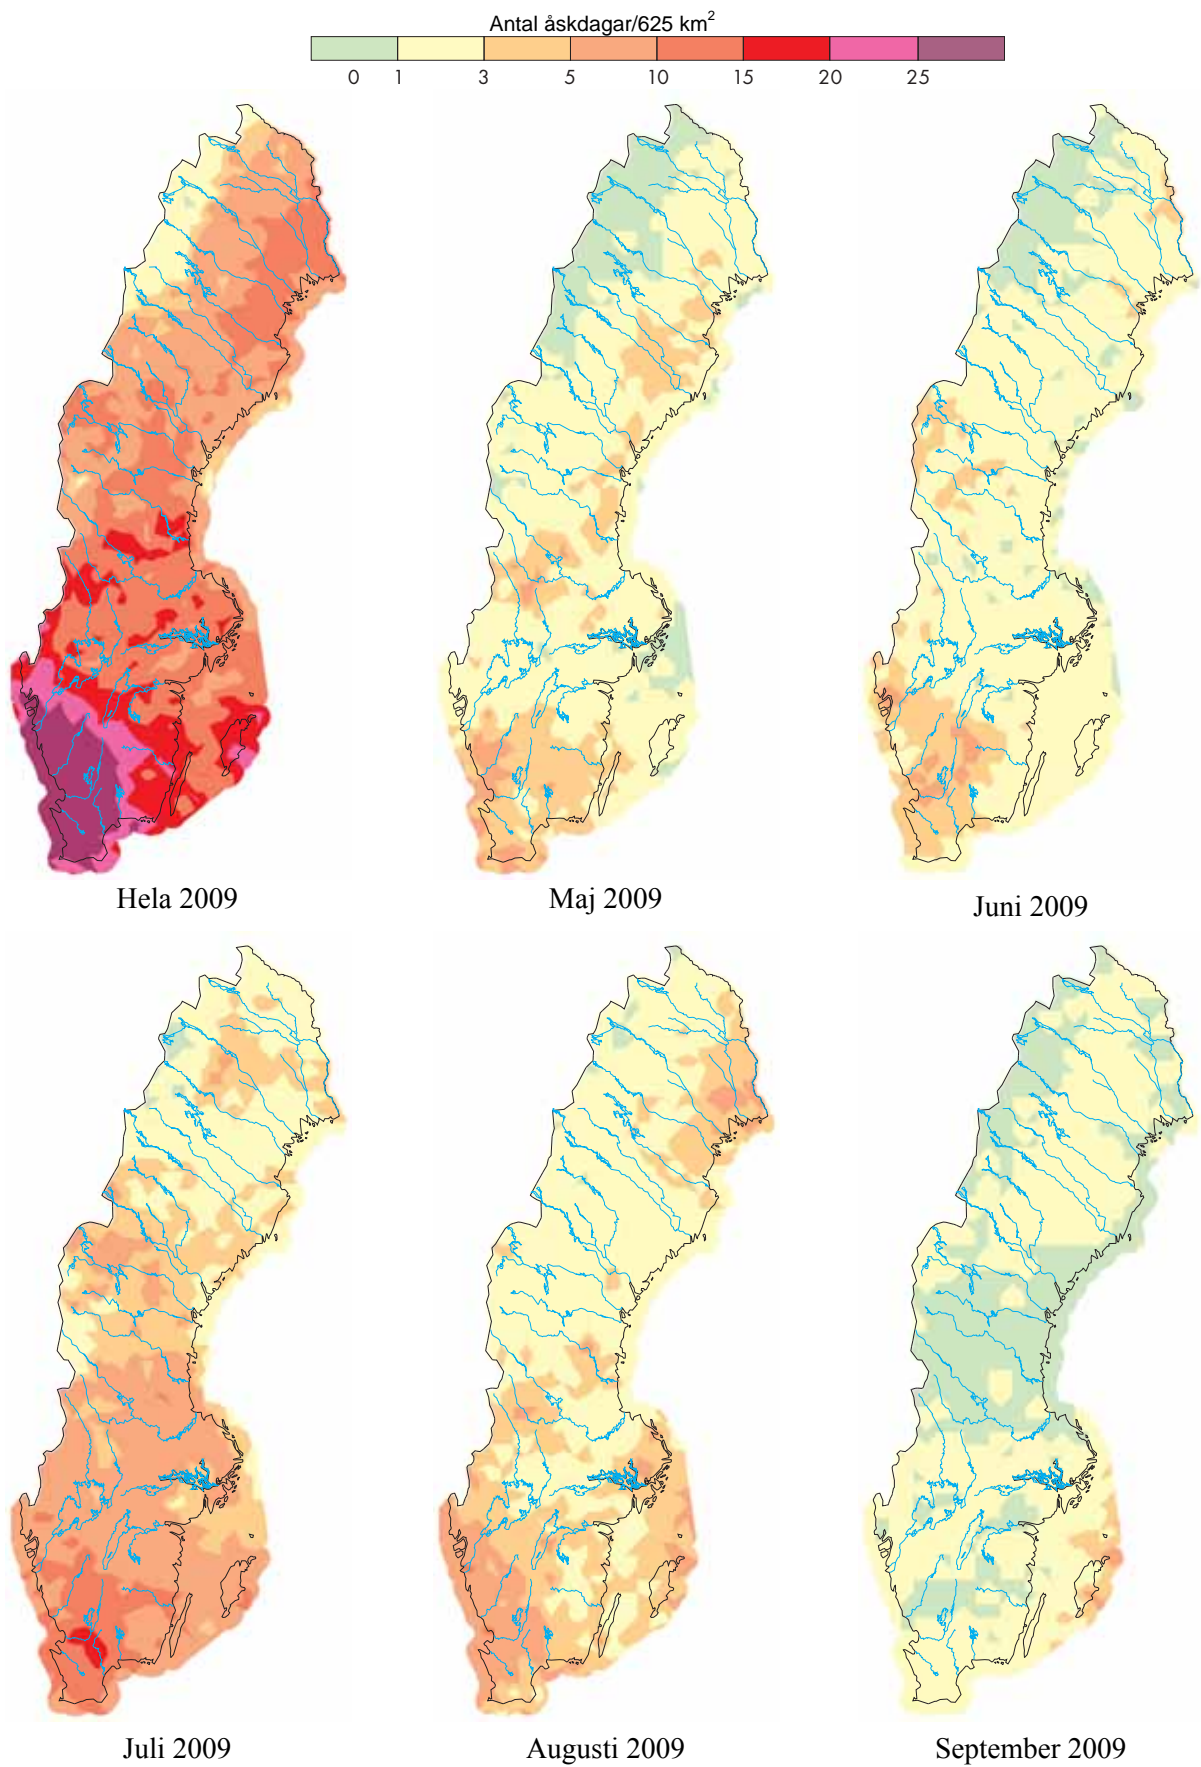 Antal åskdagar/625 km²
0 1 3 5 10 15 20 25
Hela 2009
Maj 2009
Juni 2009
Juli 2009
Augusti 2009
September 2009